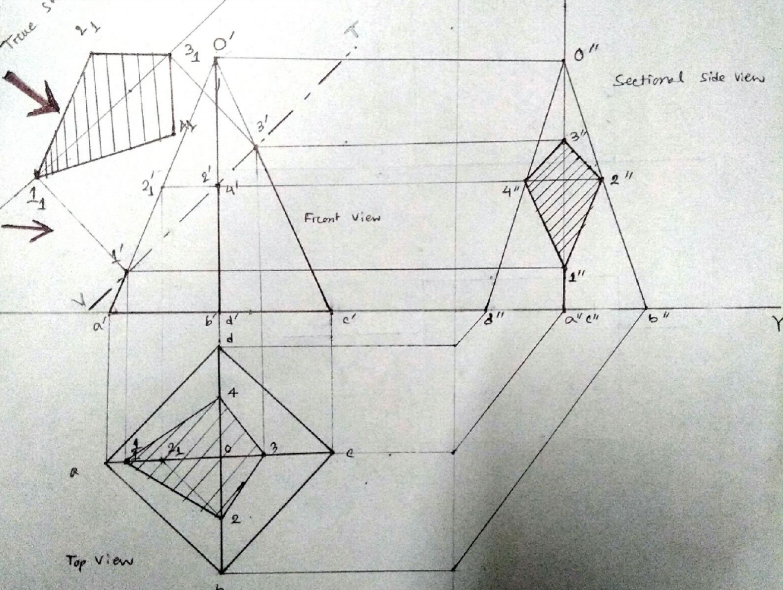 True S
2₁
3₁
O'
T
O"
Sectional side view
4₁
3'
3"
1₁
2₁'
2'
4'
4"
2"
Front view
1'
1"
V
a'
b'
d'
c'
d"
a" c"
b"
Y
d
4
2₁
o
3
c
a
2
Top view
b